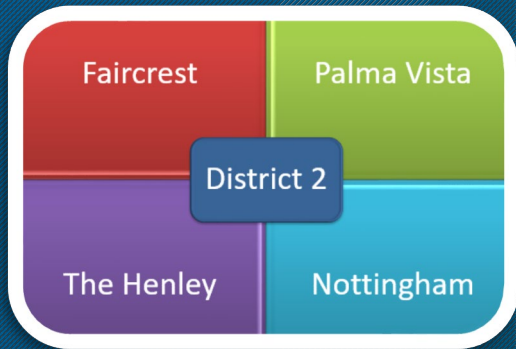 Faircrest
Palma Vista
District 2
The Henley
Nottingham